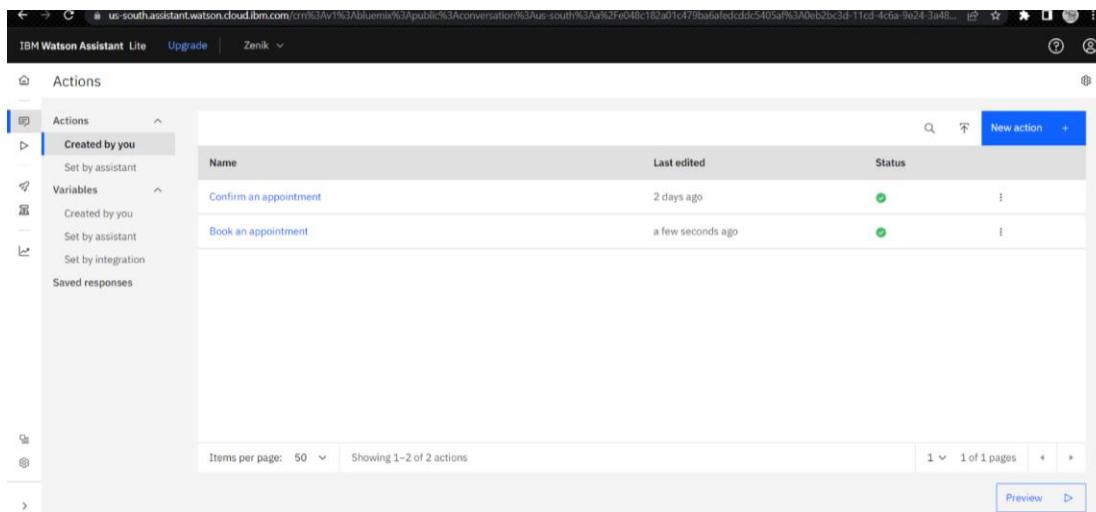 us-south.assistant.watson.cloud.ibm.com/crn%3Av1%3Abluemix%3Apublic%3Aconversation%3Aus-south%3Aa%2Fe048c182a01c479ba6afedcddc5405af%3A0eb2bc3d-11cd-4c6a-9e24-3a48...
IBM Watson Assistant Lite Upgrade Zenik
Actions
Actions
Created by you
Set by assistant
Variables
Created by you
Set by assistant
Set by integration
Saved responses
New action +
Name Last edited Status
Confirm an appointment 2 days ago
Book an appointment a few seconds ago
Items per page: 50 Showing 1–2 of 2 actions 1 1 of 1 pages
Preview